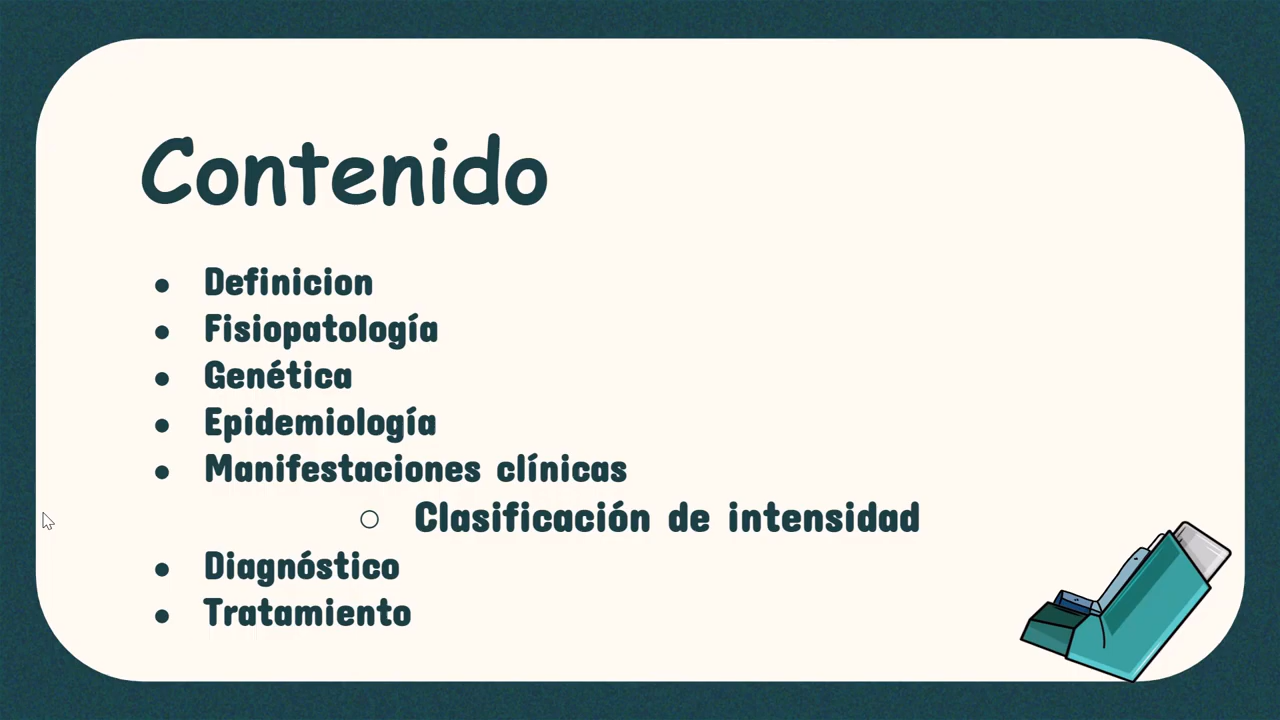 Contenido
● Definicion
● Fisiopatología
● Genética
● Epidemiología
● Manifestaciones clínicas
○ Clasificación de intensidad
● Diagnóstico
● Tratamiento